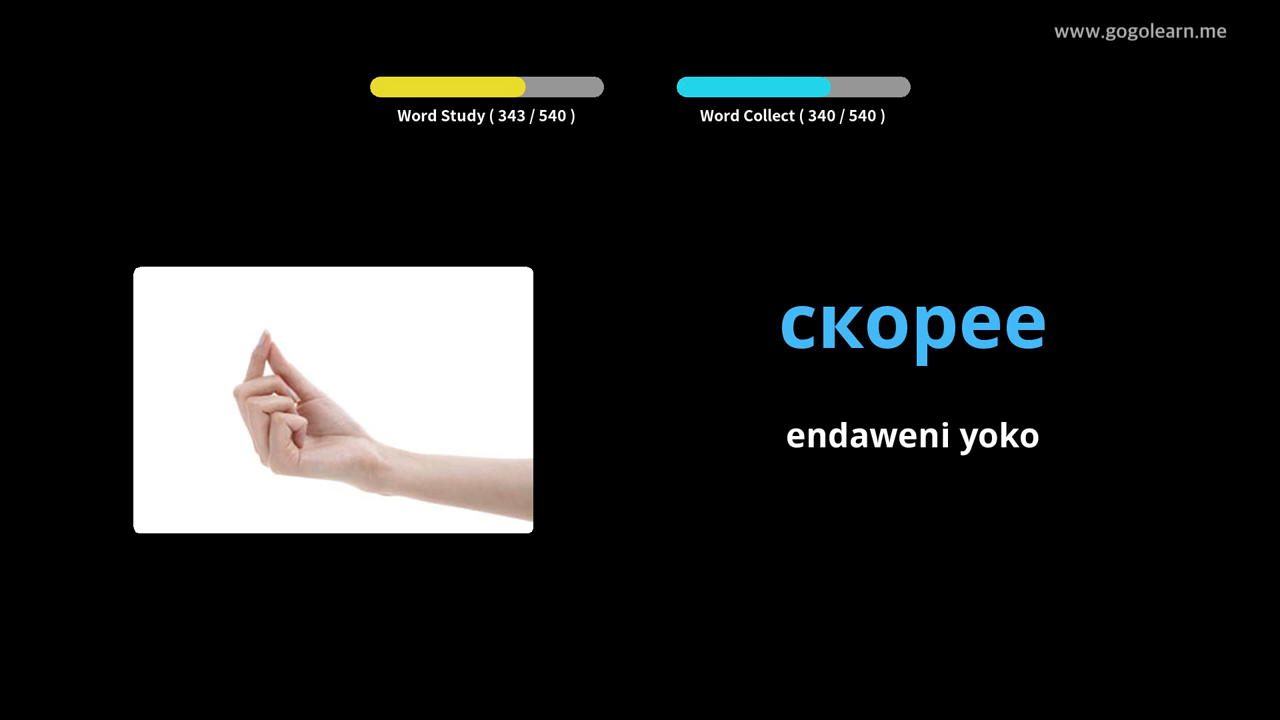 www.gogolearn.me
Word Study ( 343 / 540 )
Word Collect ( 340 / 540 )
скорее
endaweni yoko